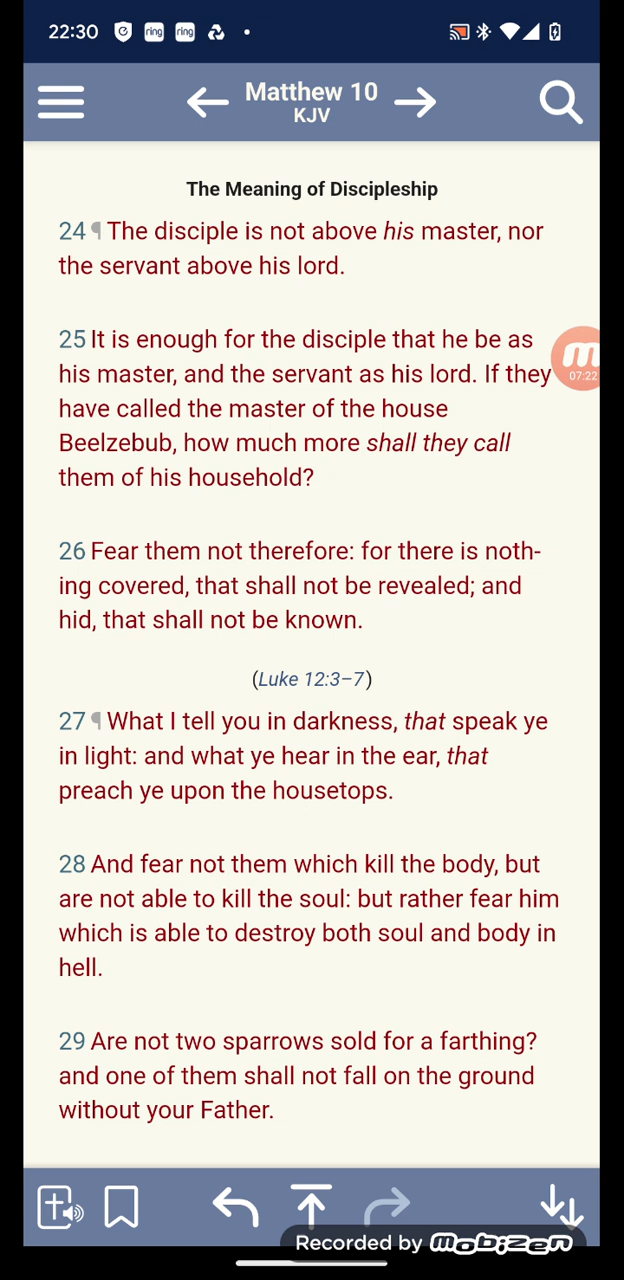 22:30
ring ring
Matthew 10
KJV
The Meaning of Discipleship
24 ¶ The disciple is not above his master, nor
the servant above his lord.
25 It is enough for the disciple that he be as
his master, and the servant as his lord. If they
have called the master of the house
Beelzebub, how much more shall they call
them of his household?
07:22
26 Fear them not therefore: for there is noth-
ing covered, that shall not be revealed; and
hid, that shall not be known.
(Luke 12:3–7)
27 ¶ What I tell you in darkness, that speak ye
in light: and what ye hear in the ear, that
preach ye upon the housetops.
28 And fear not them which kill the body, but
are not able to kill the soul: but rather fear him
which is able to destroy both soul and body in
hell.
29 Are not two sparrows sold for a farthing?
and one of them shall not fall on the ground
without your Father.
Recorded by mobizen